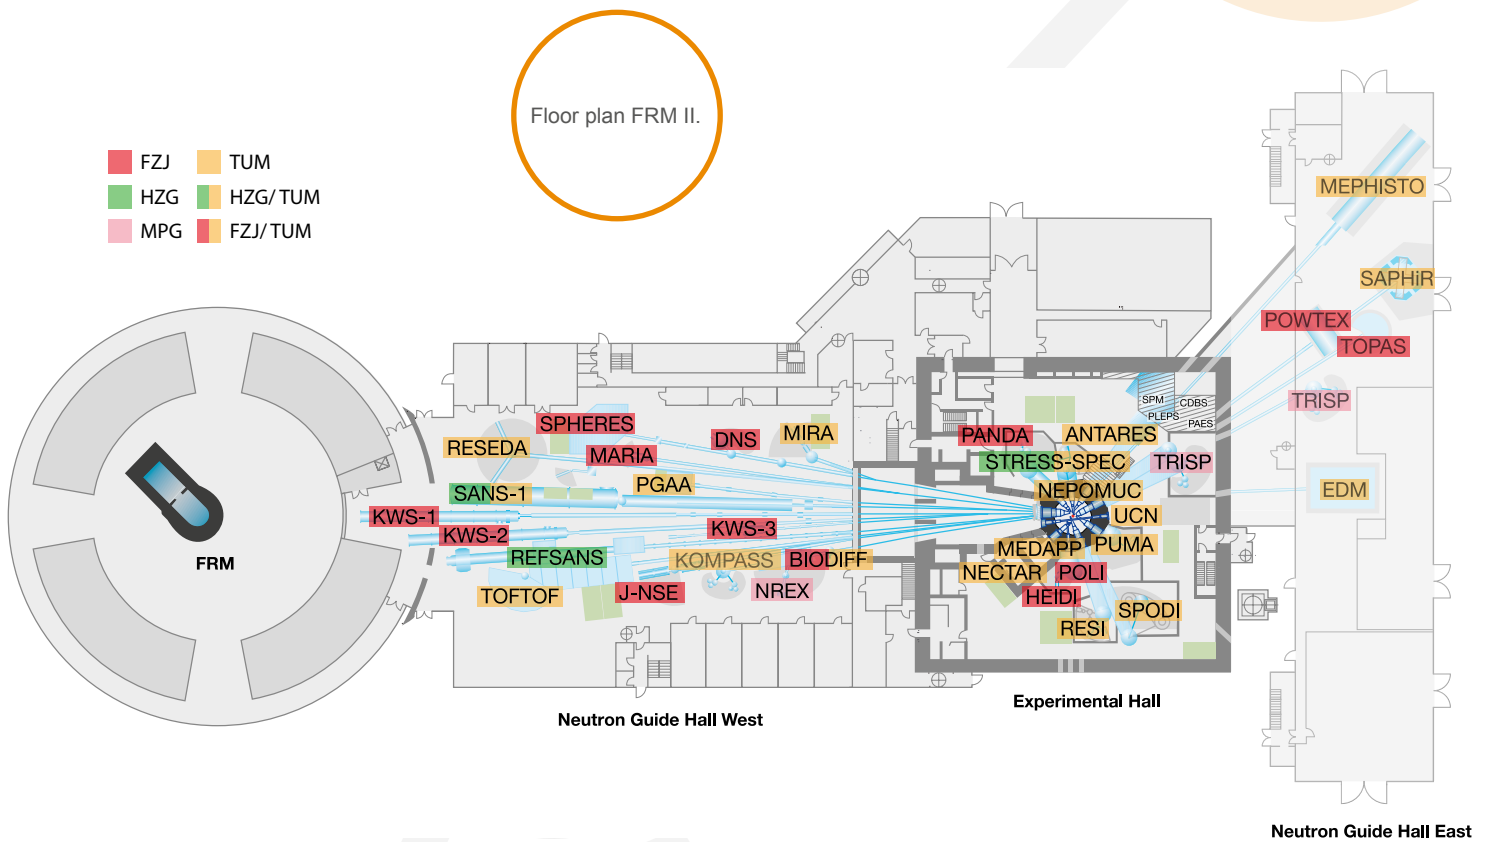 Floor plan FRM II.
FZJ TUM
HZG HZG/ TUM
MPG FZJ/ TUM
MEPHISTO
SAPHiR
POWTEX
TOPAS
TRISP
EDM
SPM
CDBS
PLEPS
PAES
PANDA
ANTARES
STRESS-SPEC
TRISP
NEPOMUC
UCN
MEDAPP
PUMA
NECTAR
POLI
HEIDI
SPODI
RESI
SPHERES
RESEDA
MARIA
DNS
MIRA
SANS-1
PGAA
KWS-1
KWS-2
KWS-3
REFSANS
KOMPASS
BIODIFF
TOFTOF
J-NSE
NREX
FRM
Neutron Guide Hall West
Experimental Hall
Neutron Guide Hall East